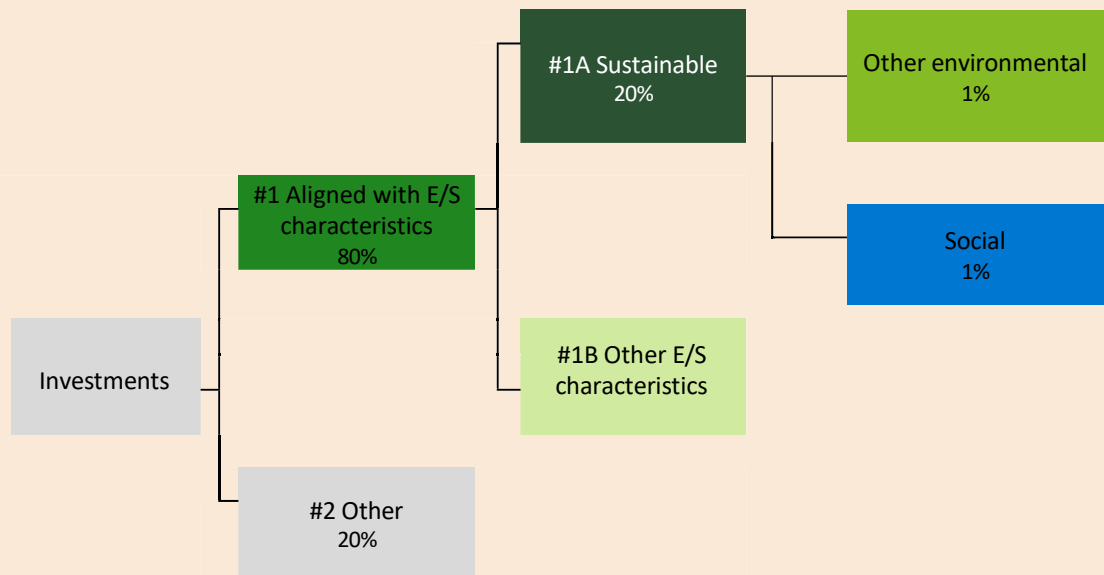 #1A Sustainable
20%
Other environmental
1%
#1 Aligned with E/S
characteristics
80%
Social
1%
Investments
#1B Other E/S
characteristics
#2 Other
20%